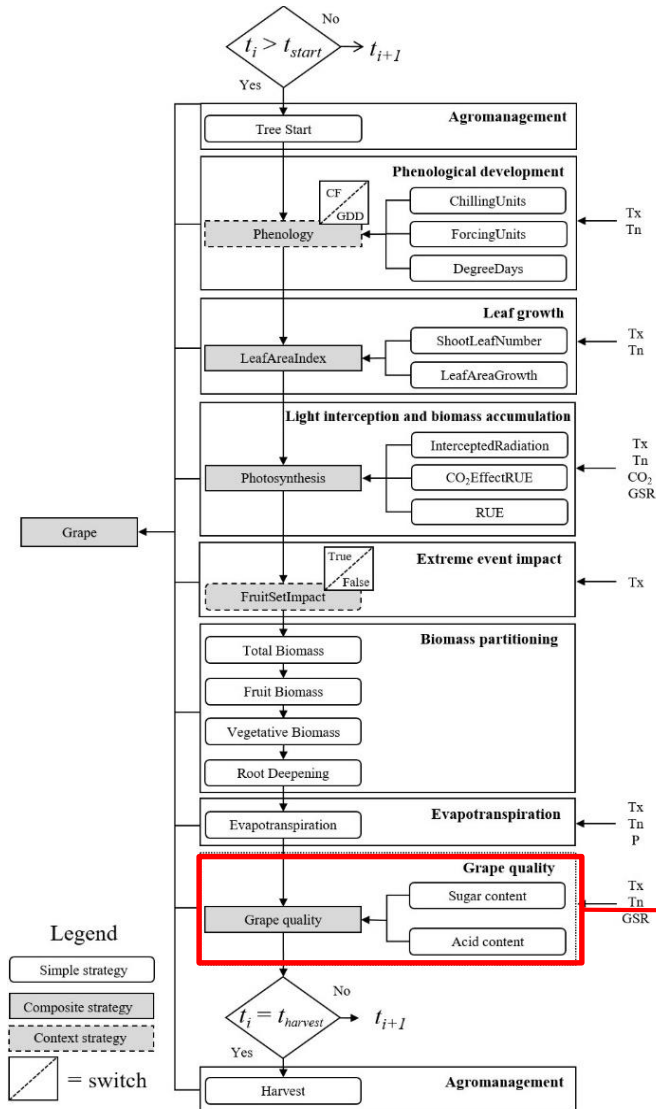 No
t_i > t_start
t_{i+1}
Yes
Agromanagement
Tree Start
Phenological development
CF
GDD
ChillingUnits
Phenology
ForcingUnits
DegreeDays
Tx
Tn
Leaf growth
ShootLeafNumber
LeafAreaIndex
LeafAreaGrowth
Tx
Tn
Light interception and biomass accumulation
InterceptedRadiation
Photosynthesis
CO₂EffectRUE
RUE
Tx
Tn
CO₂
GSR
Grape
Extreme event impact
True
False
FruitSetImpact
Tx
Biomass partitioning
Total Biomass
Fruit Biomass
Vegetative Biomass
Root Deepening
Evapotranspiration
Evapotranspiration
Tx
Tn
P
Grape quality
Sugar content
Grape quality
Acid content
Tx
Tn
GSR
Legend
Simple strategy
Composite strategy
Context strategy
= switch
No
t_i = t_harvest
t_{i+1}
Yes
Harvest
Agromanagement